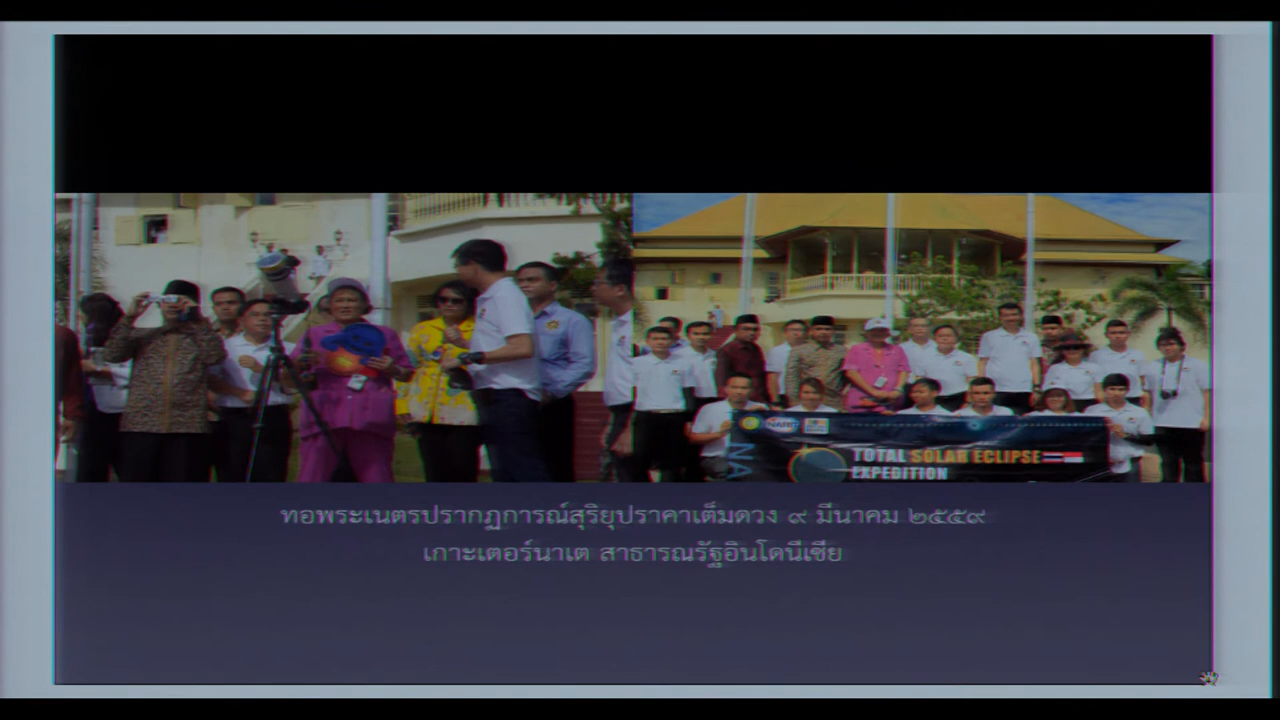 NARIT
NA
TOTAL SOLAR ECLIPSE
EXPEDITION
ทอพระเนตรปรากฏการณ์สุริยุปราคาเต็มดวง ๙ มีนาคม ๒๕๕๙
เกาะเตอร์นาเต สาธารณรัฐอินโดนีเซีย